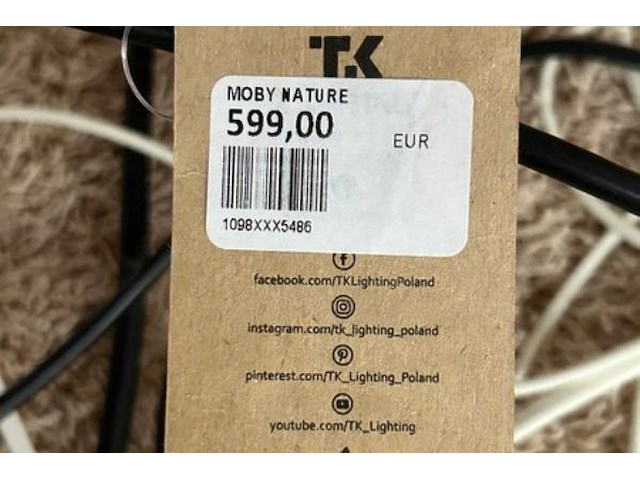 TK
MOBY NATURE
599,00
EUR
1098XXX5486
facebook.com/TKLightingPoland
instagram.com/tk_lighting_poland
pinterest.com/TK_Lighting_Poland
youtube.com/TK_Lighting